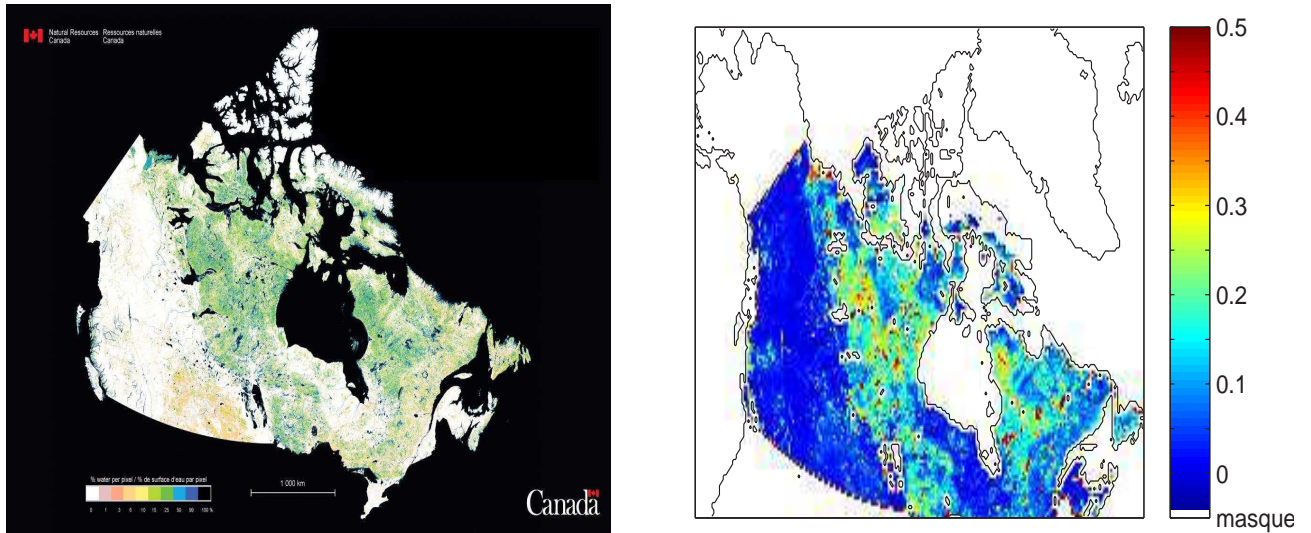 Natural Resources Ressources naturelles
Canada Canada
% water per pixel / % de surface d'eau par pixel
0 1 3 6 10 15 25 50 90 100 %
1 000 km
Canada
0.5
0.4
0.3
0.2
0.1
0
masque